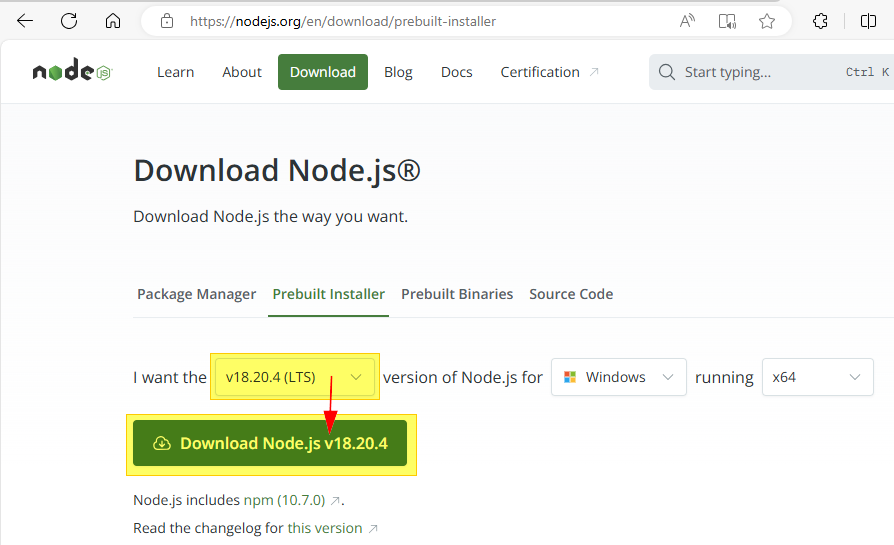 https://nodejs.org/en/download/prebuilt-installer
node JS Learn About Download Blog Docs Certification Start typing... Ctrl K
Download Node.js®
Download Node.js the way you want.
Package Manager Prebuilt Installer Prebuilt Binaries Source Code
I want the v18.20.4 (LTS) version of Node.js for Windows running x64
Download Node.js v18.20.4
Node.js includes npm (10.7.0).
Read the changelog for this version